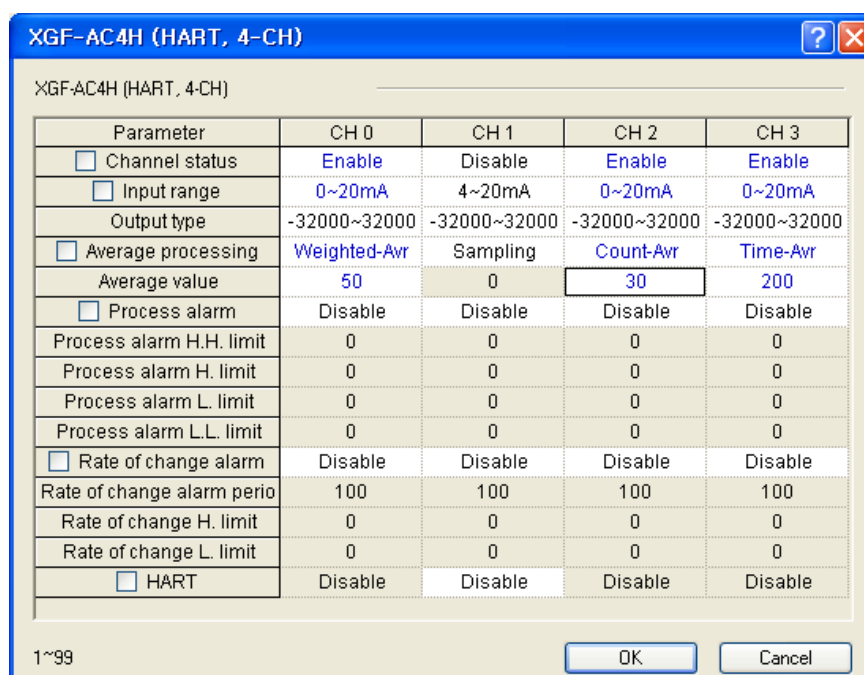 XGF-AC4H (HART, 4-CH)
XGF-AC4H (HART, 4-CH)
Parameter CH 0 CH 1 CH 2 CH 3
Channel status Enable Disable Enable Enable
Input range 0~20mA 4~20mA 0~20mA 0~20mA
Output type -32000~32000 -32000~32000 -32000~32000 -32000~32000
Average processing Weighted-Avr Sampling Count-Avr Time-Avr
Average value 50 0 30 200
Process alarm Disable Disable Disable Disable
Process alarm H.H. limit 0 0 0 0
Process alarm H. limit 0 0 0 0
Process alarm L. limit 0 0 0 0
Process alarm L.L. limit 0 0 0 0
Rate of change alarm Disable Disable Disable Disable
Rate of change alarm perio 100 100 100 100
Rate of change H. limit 0 0 0 0
Rate of change L. limit 0 0 0 0
HART Disable Disable Disable Disable
1~99 OK Cancel